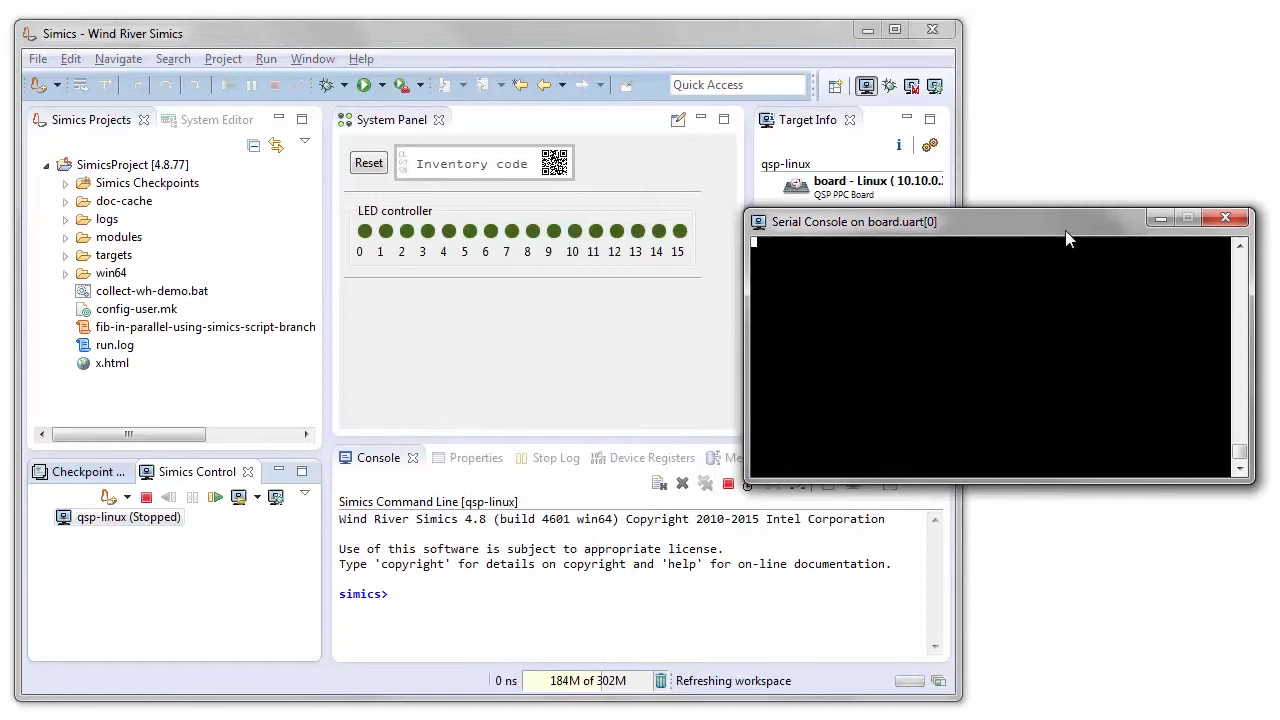 Simics - Wind River Simics
File Edit Navigate Search Project Run Window Help
Quick Access
Simics Projects
System Editor
SimicsProject [4.8.77]
Simics Checkpoints
doc-cache
logs
modules
targets
win64
collect-wh-demo.bat
config-user.mk
fib-in-parallel-using-simics-script-branch
run.log
x.html
System Panel
Reset
QSP
Inventory code
LED controller
0 1 2 3 4 5 6 7 8 9 10 11 12 13 14 15
Target Info
qsp-linux
board - Linux ( 10.10.0.:
QSP PPC Board
Serial Console on board.uart[0]
Checkpoint ...
Simics Control
qsp-linux (Stopped)
Console Properties Stop Log Device Registers Me
Simics Command Line [qsp-linux]
Wind River Simics 4.8 (build 4601 win64) Copyright 2010-2015 Intel Corporation
Use of this software is subject to appropriate license.
Type 'copyright' for details on copyright and 'help' for on-line documentation.
simics>
0 ns
184M of 302M
Refreshing workspace